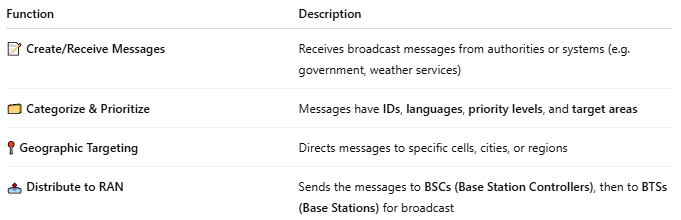 Function Description
📝 Create/Receive Messages Receives broadcast messages from authorities or systems (e.g.
government, weather services)
🗂️ Categorize & Prioritize Messages have IDs, languages, priority levels, and target areas
📍 Geographic Targeting Directs messages to specific cells, cities, or regions
📤 Distribute to RAN Sends the messages to BSCs (Base Station Controllers), then to BTSs
(Base Stations) for broadcast